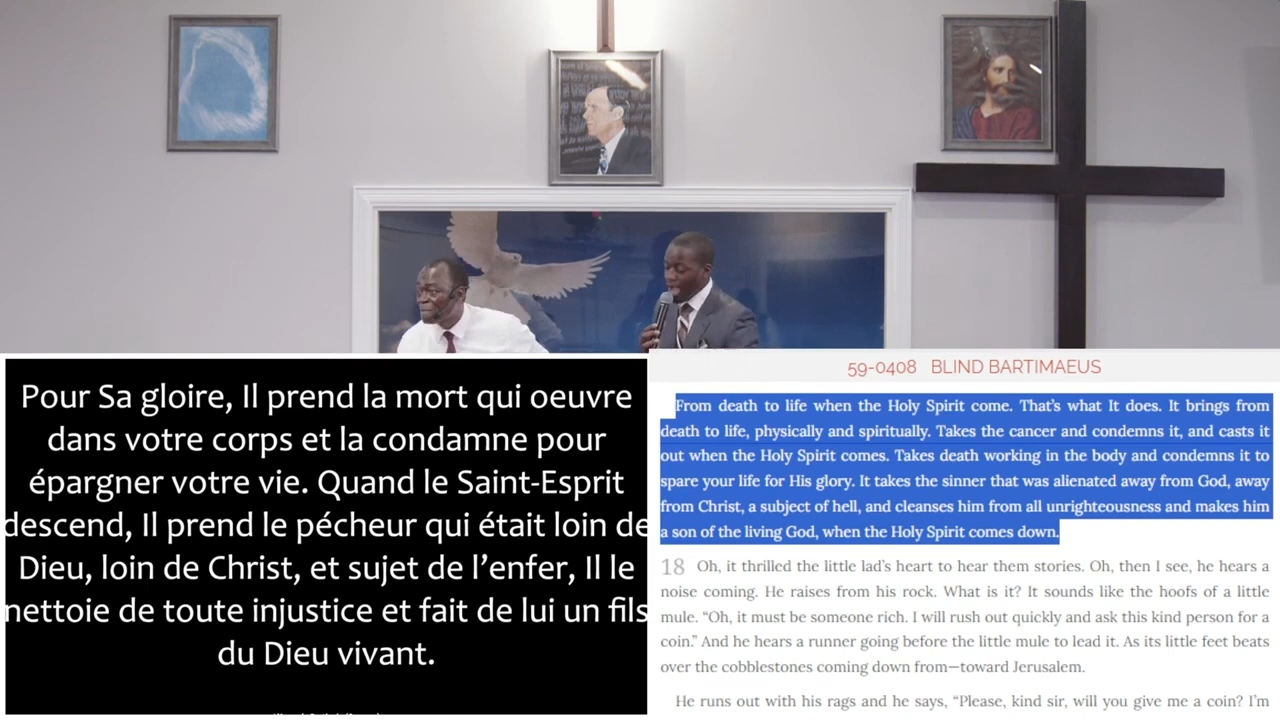 Pour Sa gloire, Il prend la mort qui oeuvre
dans votre corps et la condamne pour
épargner votre vie. Quand le Saint-Esprit
descend, Il prend le pécheur qui était loin de
Dieu, loin de Christ, et sujet de l’enfer, Il le
nettoie de toute injustice et fait de lui un fils
du Dieu vivant.
59-0408 BLIND BARTIMAEUS
From death to life when the Holy Spirit come. That’s what It does. It brings from
death to life, physically and spiritually. Takes the cancer and condemns it, and casts it
out when the Holy Spirit comes. Takes death working in the body and condemns it to
spare your life for His glory. It takes the sinner that was alienated away from God, away
from Christ, a subject of hell, and cleanses him from all unrighteousness and makes him
a son of the living God, when the Holy Spirit comes down.
18 Oh, it thrilled the little lad’s heart to hear them stories. Oh, then I see, he hears a
noise coming. He raises from his rock. What is it? It sounds like the hoofs of a little
mule. “Oh, it must be someone rich. I will rush out quickly and ask this kind person for a
coin.” And he hears a runner going before the little mule to lead it. As its little feet beats
over the cobblestones coming down from—toward Jerusalem.
He runs out with his rags and he says, “Please, kind sir, will you give me a coin? I’m